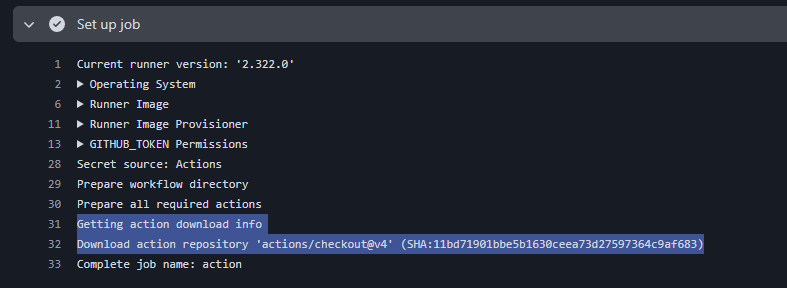 Set up job
1 Current runner version: '2.322.0'
2 ▶ Operating System
6 ▶ Runner Image
11 ▶ Runner Image Provisioner
13 ▶ GITHUB_TOKEN Permissions
28 Secret source: Actions
29 Prepare workflow directory
30 Prepare all required actions
31 Getting action download info
32 Download action repository 'actions/checkout@v4' (SHA:11bd71901bbe5b1630ceea73d27597364c9af683)
33 Complete job name: action